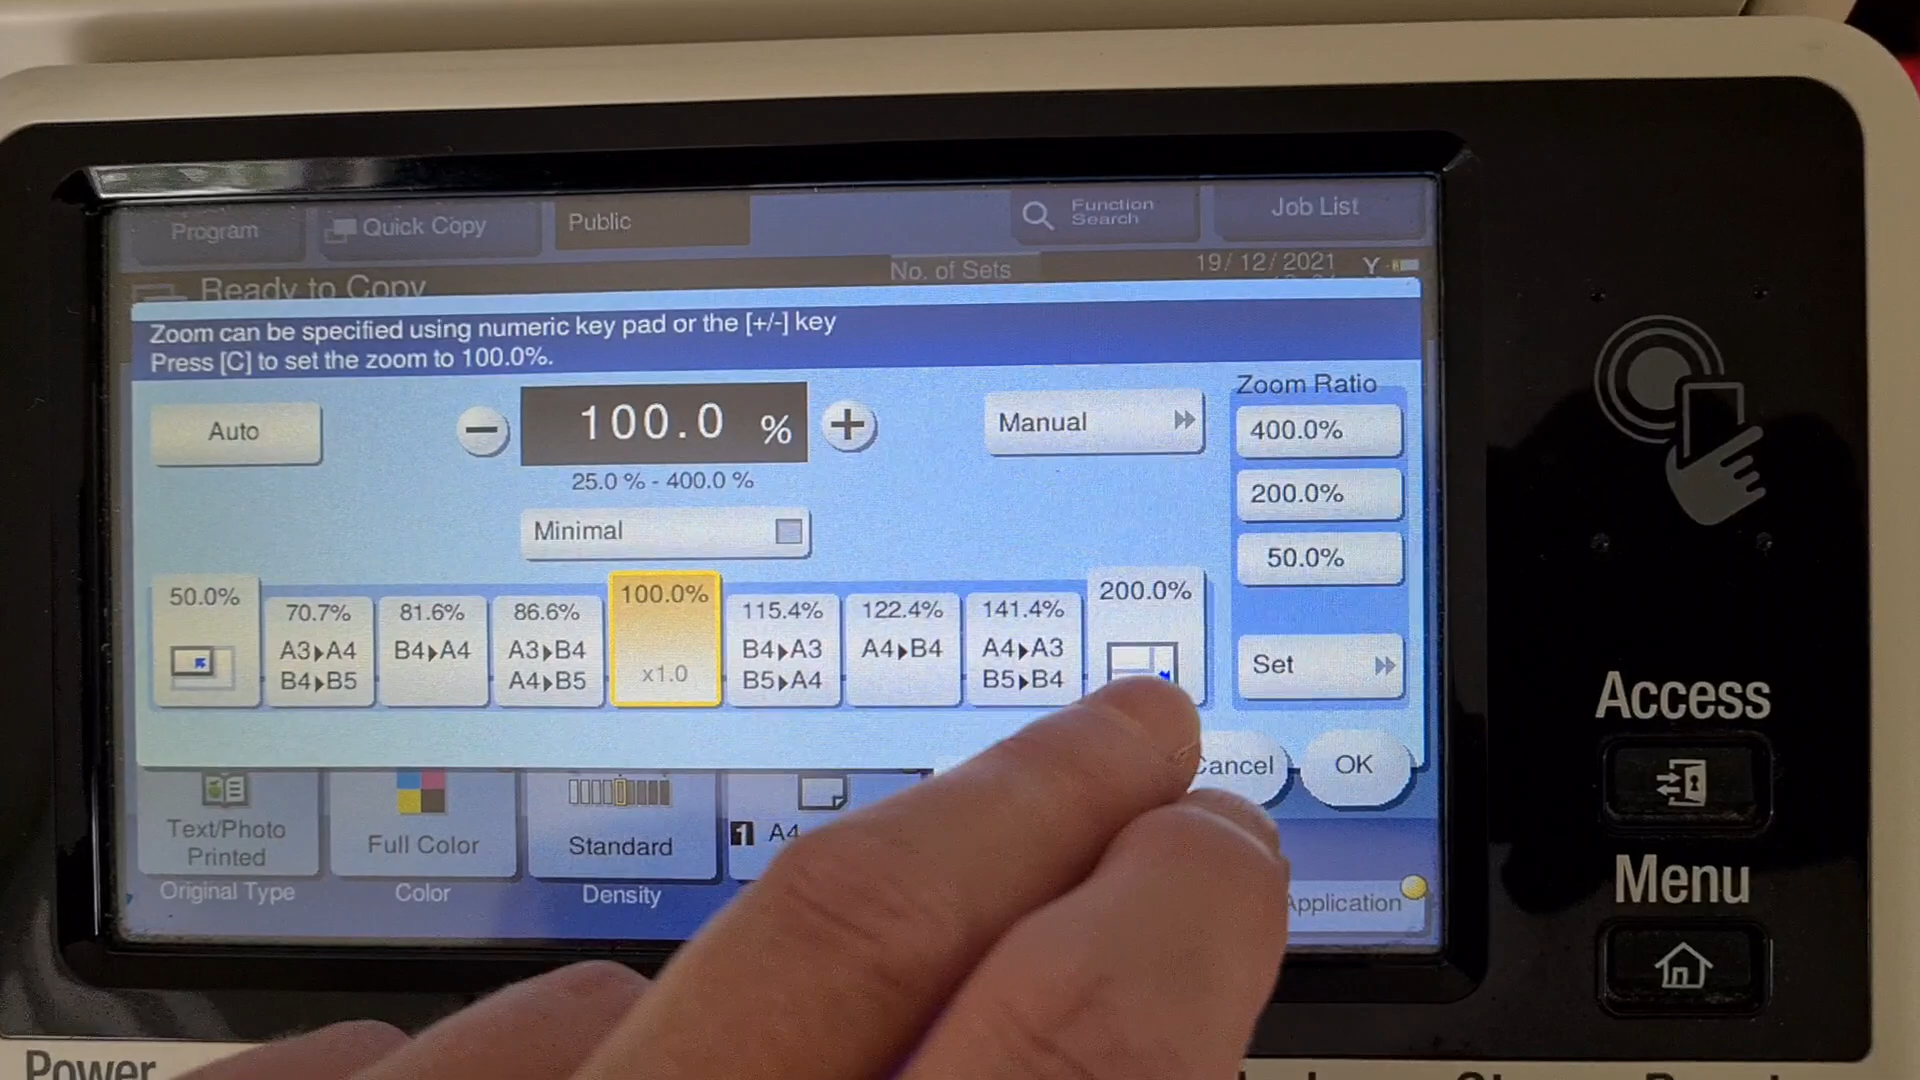 Program
Quick Copy
Public
Function
Search
Job List
Ready to Copy
No. of Sets
19/12/2021
Y
Zoom can be specified using numeric key pad or the [+/-] key
Press [C] to set the zoom to 100.0%.
Auto
−
100.0 %
+
25.0 % - 400.0 %
Minimal
Manual
Zoom Ratio
400.0%
200.0%
50.0%
Set
50.0%
70.7%
A3▸A4
B4▸B5
81.6%
B4▸A4
86.6%
A3▸B4
A4▸B5
100.0%
x1.0
115.4%
B4▸A3
B5▸A4
122.4%
A4▸B4
141.4%
A4▸A3
B5▸B4
200.0%
Cancel
OK
Text/Photo
Printed
Original Type
Full Color
Color
Standard
Density
1 A4
Application
Access
Menu
Power